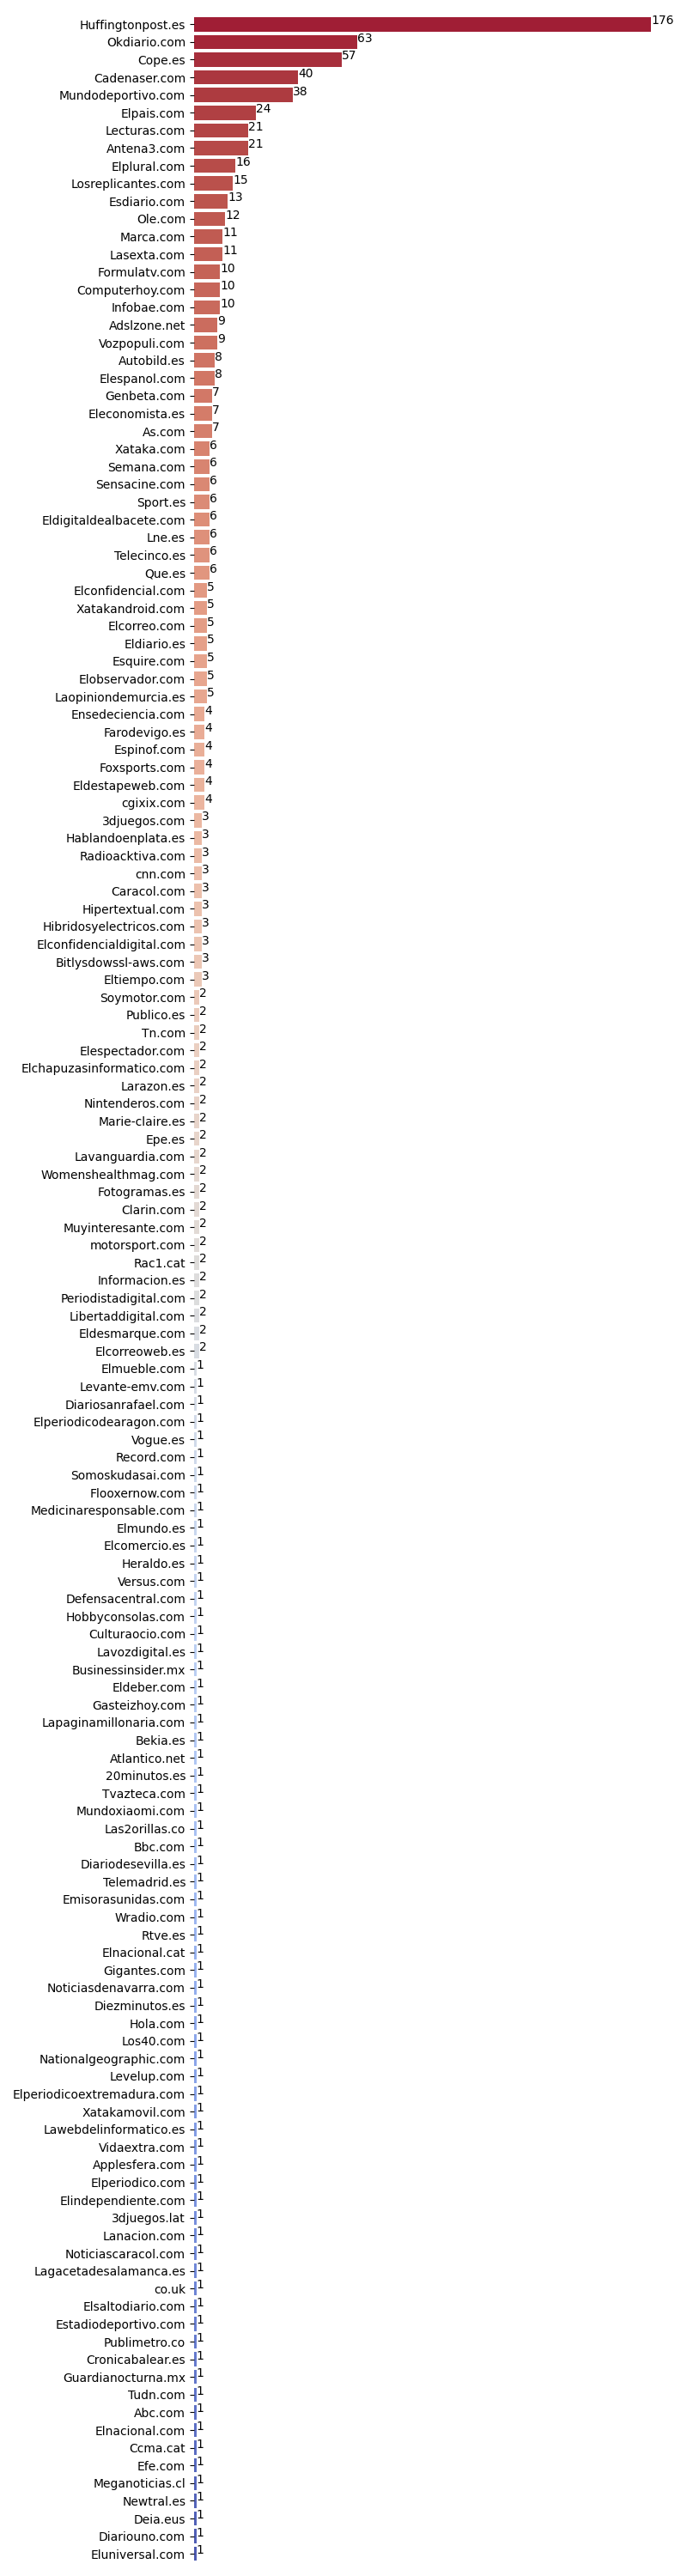 Huffingtonpost.es 176
Okdiario.com 63
Cope.es 57
Cadenaser.com 40
Mundodeportivo.com 38
Elpais.com 24
Lecturas.com 21
Antena3.com 21
Elplural.com 16
Losreplicantes.com 15
Esdiario.com 13
Ole.com 12
Marca.com 11
Lasexta.com 11
Formulatv.com 10
Computerhoy.com 10
Infobae.com 10
Adslzone.net 9
Vozpopuli.com 9
Autobild.es 8
Elespanol.com 8
Genbeta.com 7
Eleconomista.es 7
As.com 7
Xataka.com 6
Semana.com 6
Sensacine.com 6
Sport.es 6
Eldigitaldealbacete.com 6
Lne.es 6
Telecinco.es 6
Que.es 6
Elconfidencial.com 5
Xatakandroid.com 5
Elcorreo.com 5
Eldiario.es 5
Esquire.com 5
Elobservador.com 5
Laopiniondemurcia.es 5
Ensedeciencia.com 4
Farodevigo.es 4
Espinof.com 4
Foxsports.com 4
Eldestapeweb.com 4
cgixix.com 4
3djuegos.com 3
Hablandoenplata.es 3
Radioacktiva.com 3
cnn.com 3
Caracol.com 3
Hipertextual.com 3
Hibridosyelectricos.com 3
Elconfidencialdigital.com 3
Bitlysdowssl-aws.com 3
Eltiempo.com 3
Soymotor.com 2
Publico.es 2
Tn.com 2
Elespectador.com 2
Elchapuzasinformatico.com 2
Larazon.es 2
Nintenderos.com 2
Marie-claire.es 2
Epe.es 2
Lavanguardia.com 2
Womenshealthmag.com 2
Fotogramas.es 2
Clarin.com 2
Muyinteresante.com 2
motorsport.com 2
Rac1.cat 2
Informacion.es 2
Periodistadigital.com 2
Libertaddigital.com 2
Eldesmarque.com 2
Elcorreoweb.es 2
Elmueble.com 1
Levante-emv.com 1
Diariosanrafael.com 1
Elperiodicodearagon.com 1
Vogue.es 1
Record.com 1
Somoskudasai.com 1
Flooxernow.com 1
Medicinaresponsable.com 1
Elmundo.es 1
Elcomercio.es 1
Heraldo.es 1
Versus.com 1
Defensacentral.com 1
Hobbyconsolas.com 1
Culturaocio.com 1
Lavozdigital.es 1
Businessinsider.mx 1
Eldeber.com 1
Gasteizhoy.com 1
Lapaginamillonaria.com 1
Bekia.es 1
Atlantico.net 1
20minutos.es 1
Tvazteca.com 1
Mundoxiaomi.com 1
Las2orillas.co 1
Bbc.com 1
Diariodesevilla.es 1
Telemadrid.es 1
Emisorasunidas.com 1
Wradio.com 1
Rtve.es 1
Elnacional.cat 1
Gigantes.com 1
Noticiasdenavarra.com 1
Diezminutos.es 1
Hola.com 1
Los40.com 1
Nationalgeographic.com 1
Levelup.com 1
Elperiodicoextremadura.com 1
Xatakamovil.com 1
Lawebdelinformatico.es 1
Vidaextra.com 1
Applesfera.com 1
Elperiodico.com 1
Elindependiente.com 1
3djuegos.lat 1
Lanacion.com 1
Noticiascaracol.com 1
Lagacetadesalamanca.es 1
co.uk 1
Elsaltodiario.com 1
Estadiodeportivo.com 1
Publimetro.co 1
Cronicabalear.es 1
Guardianocturna.mx 1
Tudn.com 1
Abc.com 1
Elnacional.com 1
Ccma.cat 1
Efe.com 1
Meganoticias.cl 1
Newtral.es 1
Deia.eus 1
Diariouno.com 1
Eluniversal.com 1